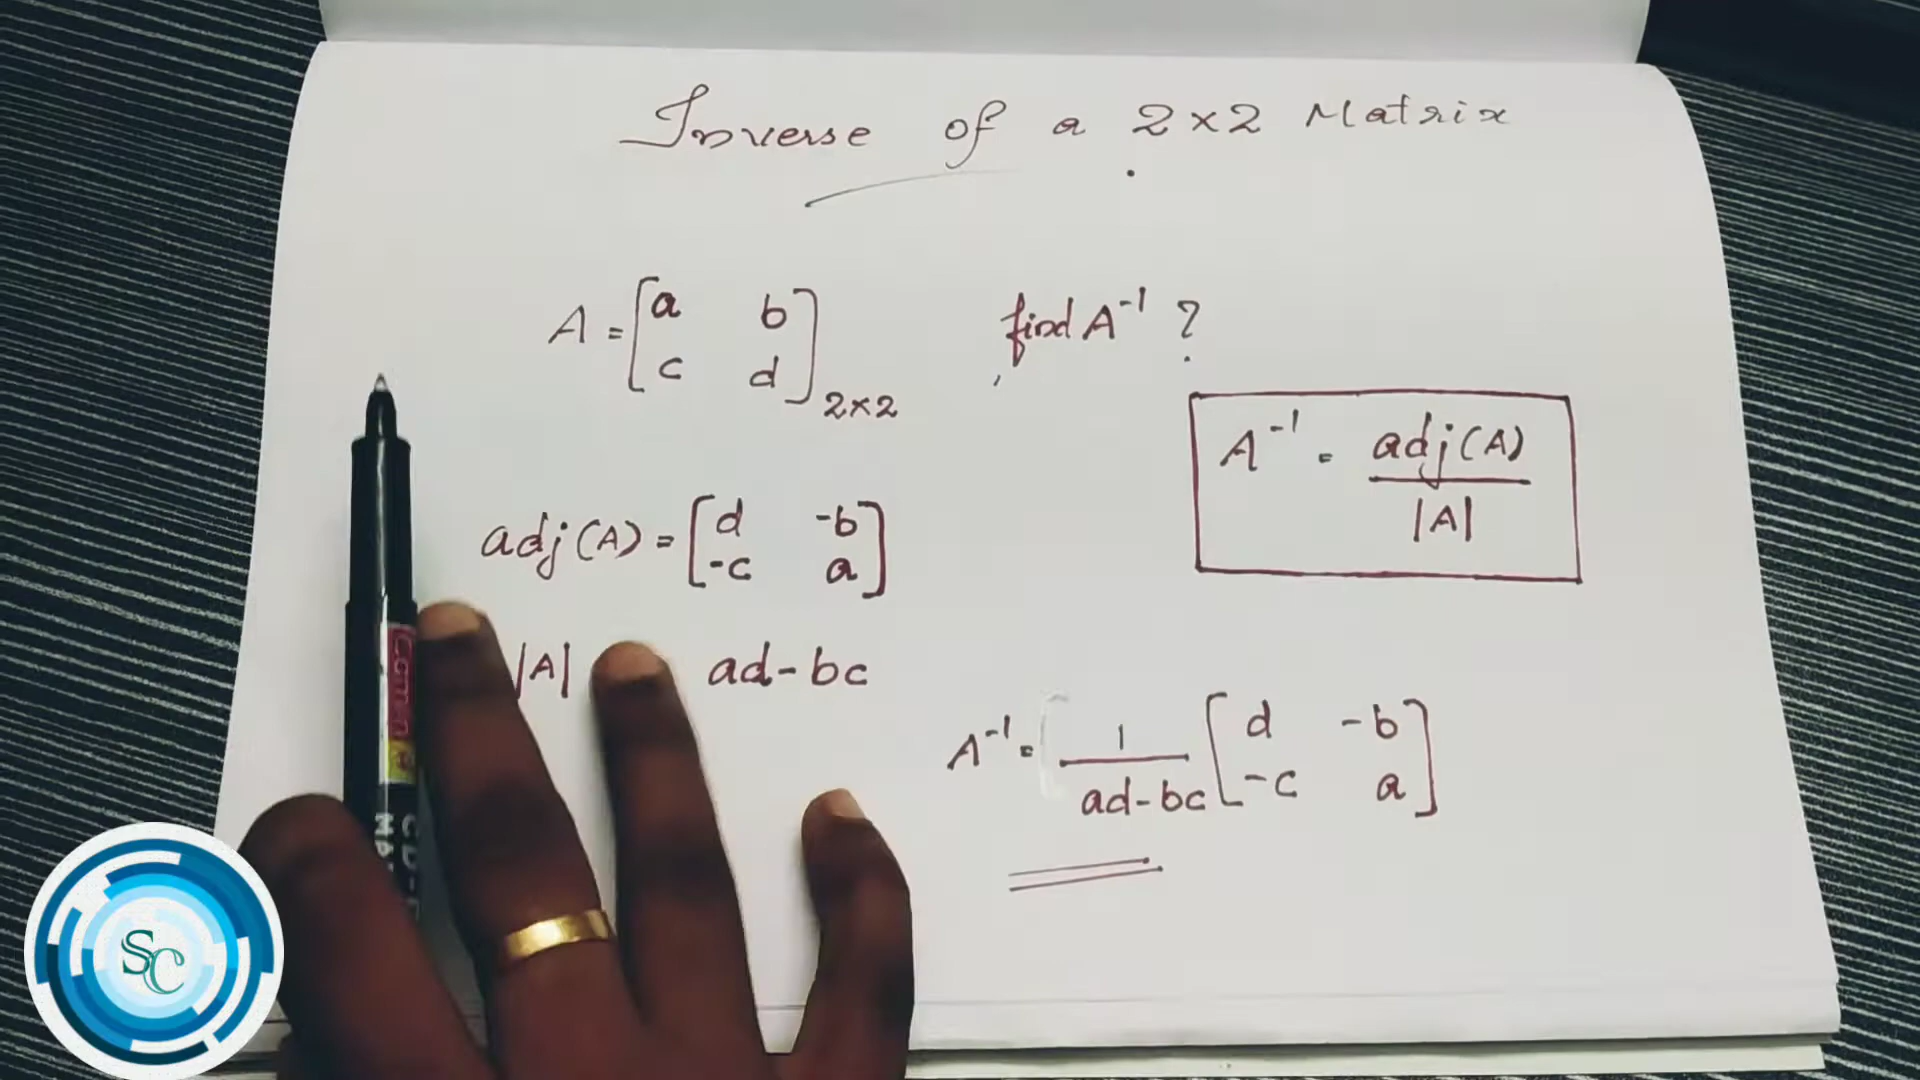 Inverse of a 2×2 Matrix
A = [a b
c d] 2×2
find A⁻¹ ?
A⁻¹ = adj(A)
|A|
adj(A) = [d -b
-c a]
|A| ad-bc
A⁻¹ = 1
ad-bc
[d -b
-c a]
SC